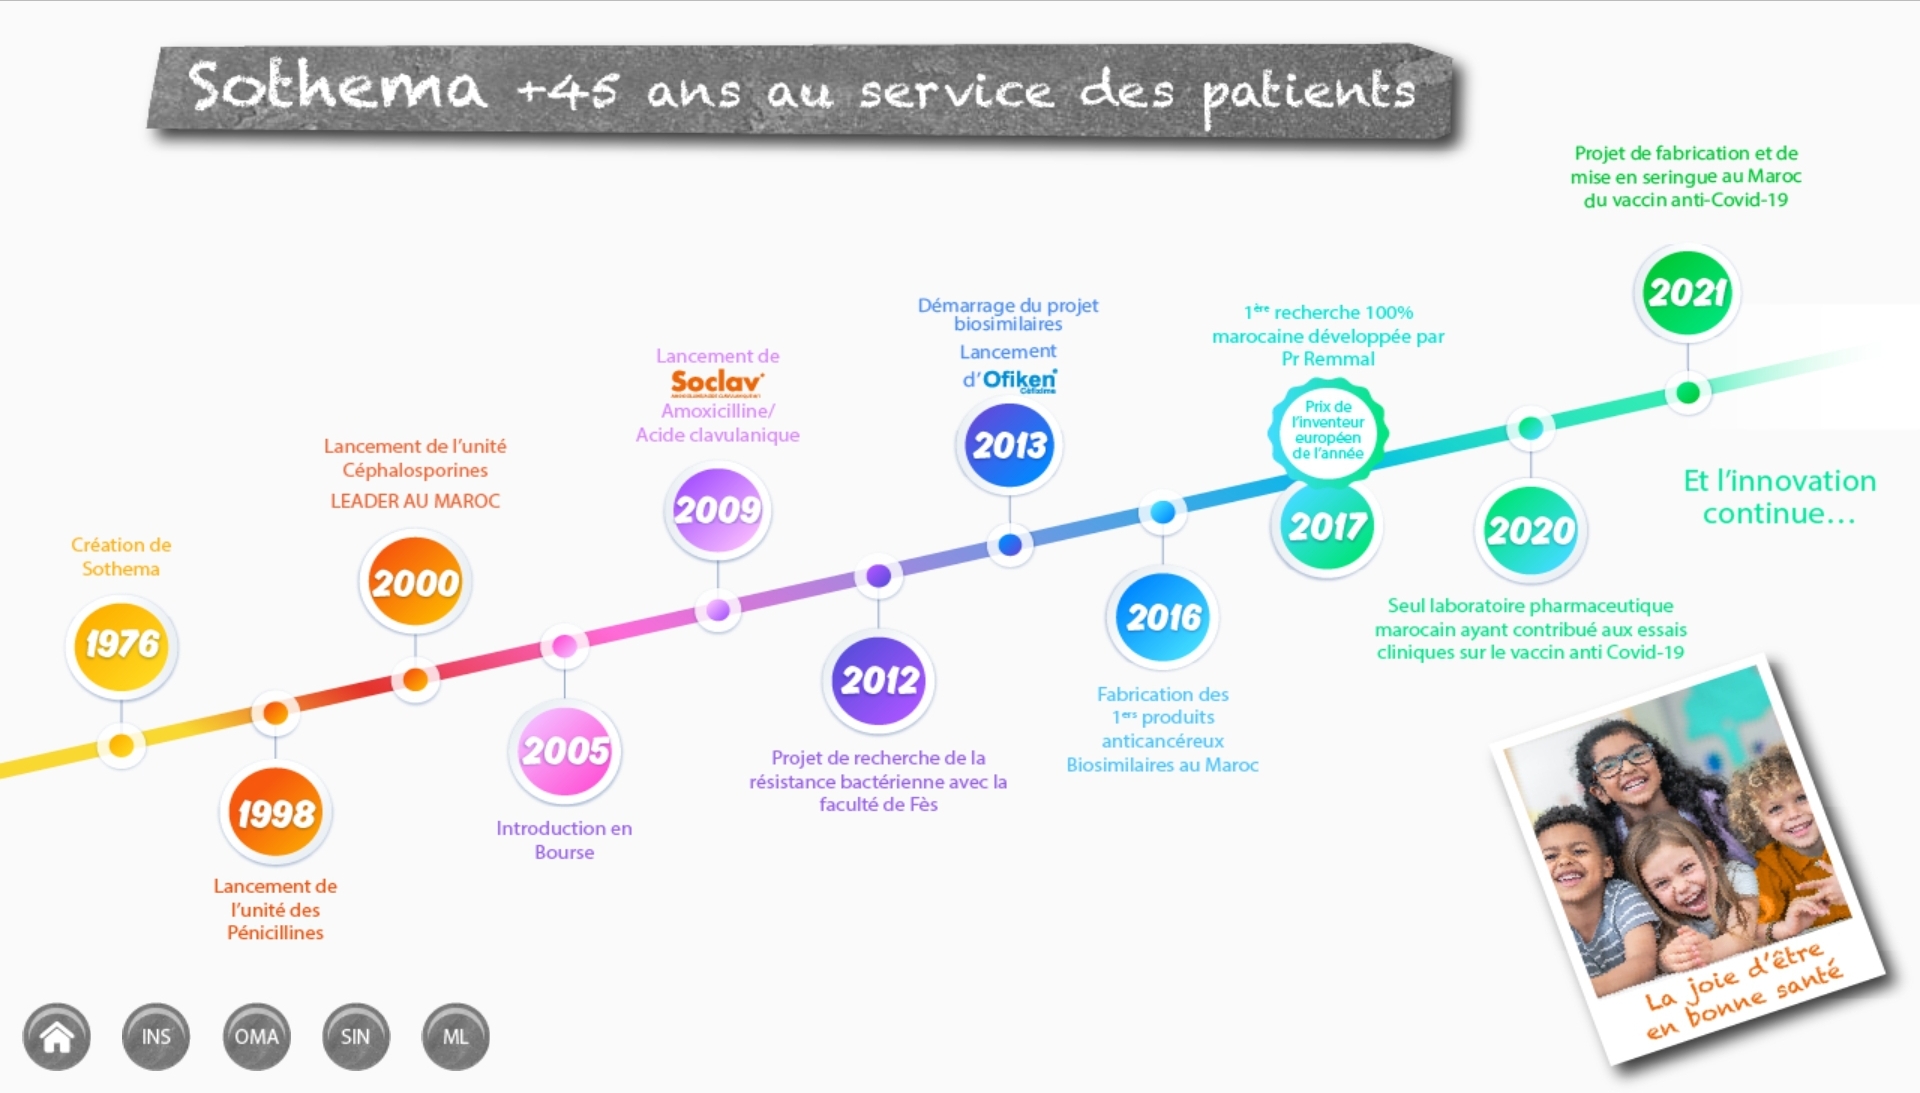 Sothema +45 ans au service des patients
Création de
Sothema
1976
1998
Lancement de
l'unité des
Pénicillines
Lancement de l'unité
Céphalosporines
LEADER AU MAROC
2000
2005
Introduction en
Bourse
Lancement de
Soclav
Amoxicilline/
Acide clavulanique
2009
2012
Projet de recherche de la
résistance bactérienne avec la
faculté de Fès
Démarrage du projet
biosimilaires
Lancement
d'Ofiken
Céfixime
2013
2016
Fabrication des
1ers produits
anticancéreux
Biosimilaires au Maroc
1ère recherche 100%
marocaine développée par
Pr Remmal
Prix de
l'inventeur
européen
de l'année
2017
2020
Seul laboratoire pharmaceutique
marocain ayant contribué aux essais
cliniques sur le vaccin anti Covid-19
Projet de fabrication et de
mise en seringue au Maroc
du vaccin anti-Covid-19
2021
Et l'innovation
continue...
La joie d'être
en bonne santé
INS
OMA
SIN
ML